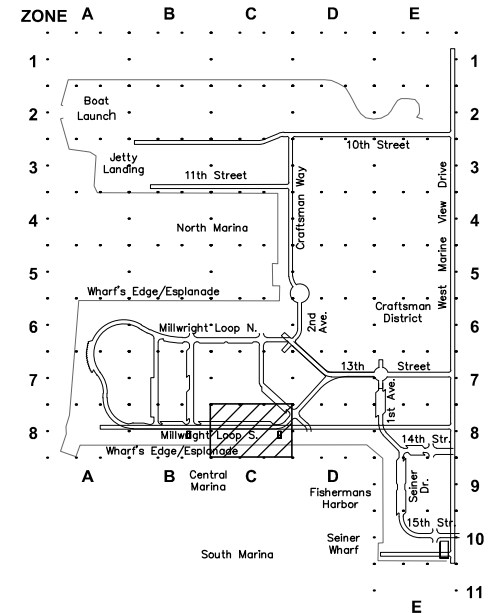 ZONE A B C D E
1 1
Boat
Launch
2 2
10th Street
Jetty
Landing
3 3
11th Street
Craftsman Way
West Marine View Drive
4 4
North Marina
5 5
Wharf's Edge/Esplanade
Craftsman
District
2nd
Ave.
6 6
Millwright Loop N.
13th Street
7 7
1st Ave.
8 8
Millwright Loop S.
14th Str.
Wharf's Edge/Esplanade
A B C D
Central
Marina
9 9
Seiner
Dr.
Fishermans
Harbor
15th Str.
Seiner
Wharf
10
South Marina
11
E